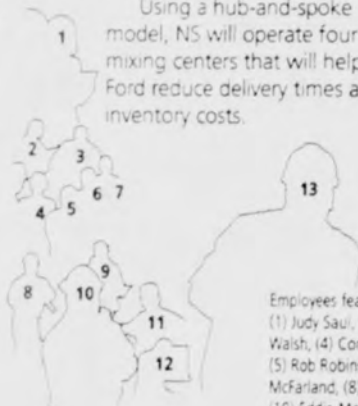 Using a hub-and-spoke
model, NS will operate four
mixing centers that will help
Ford reduce delivery times a
inventory costs.
1
2
3
4
5
6
7
8
9
10
11
12
13
Employees fea
(1) Judy Saul,
Walsh, (4) Co
(5) Rob Robin
McFarland, (8